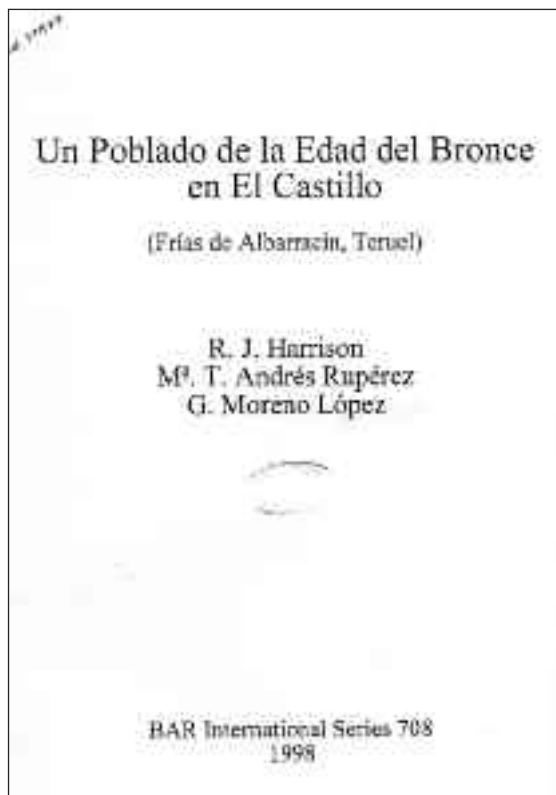 Un Poblado de la Edad del Bronce
en El Castillo
(Frías de Albarracín, Teruel)
R. J. Harrison
Mª. T. Andrés Rupérez
G. Moreno López
BAR International Series 708
1998